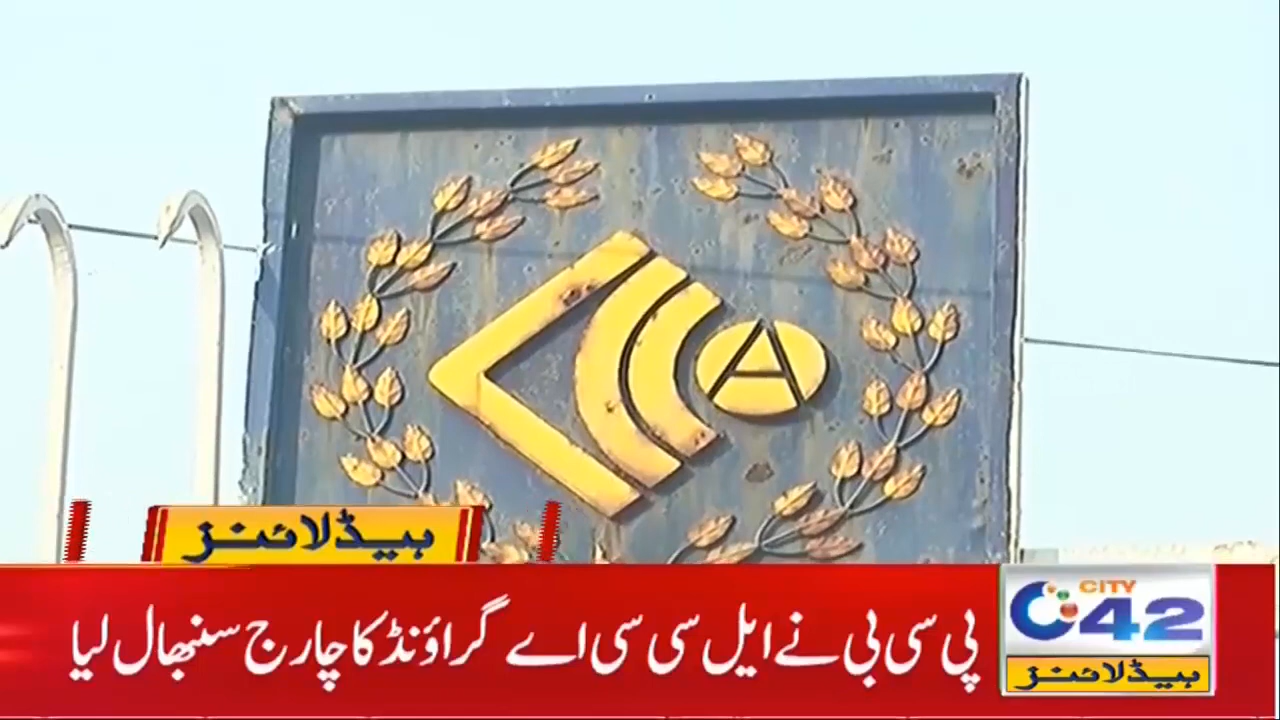 LCCA
ہیڈلائنز
پی سی بی نے ایل سی سی اے گراؤنڈ کا چارج سنبھال لیا
CITY
42
ہیڈلائنز